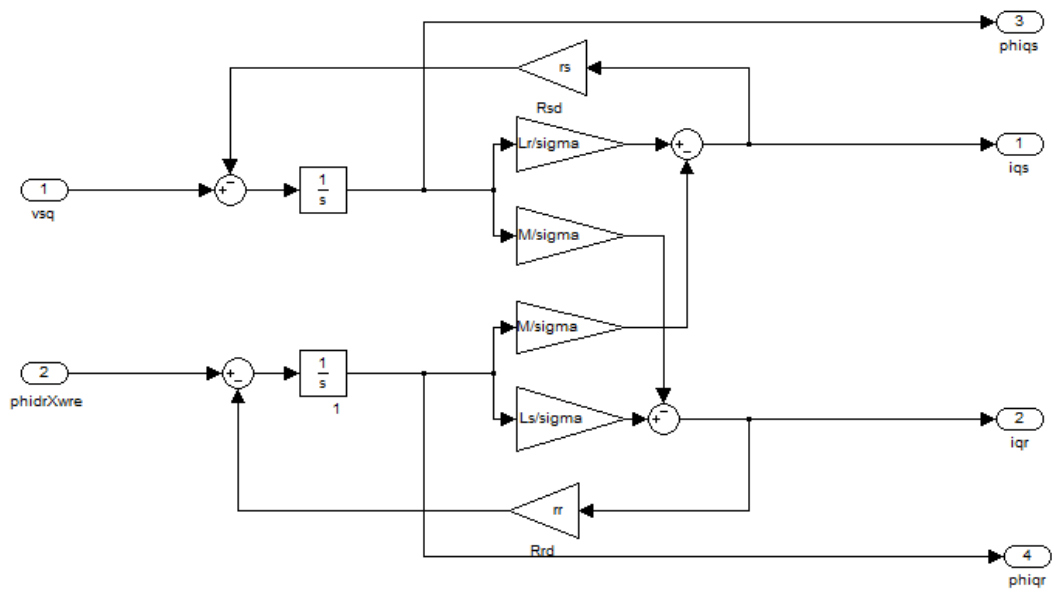 3
phiqs
rs
Rsd
Lr/sigma
+
-
1
iqs
1
vsq
+
-
1
s
M/sigma
M/sigma
2
phidrXwre
+
-
1
s
1
Ls/sigma
+
-
2
iqr
rr
Rrd
4
phiqr